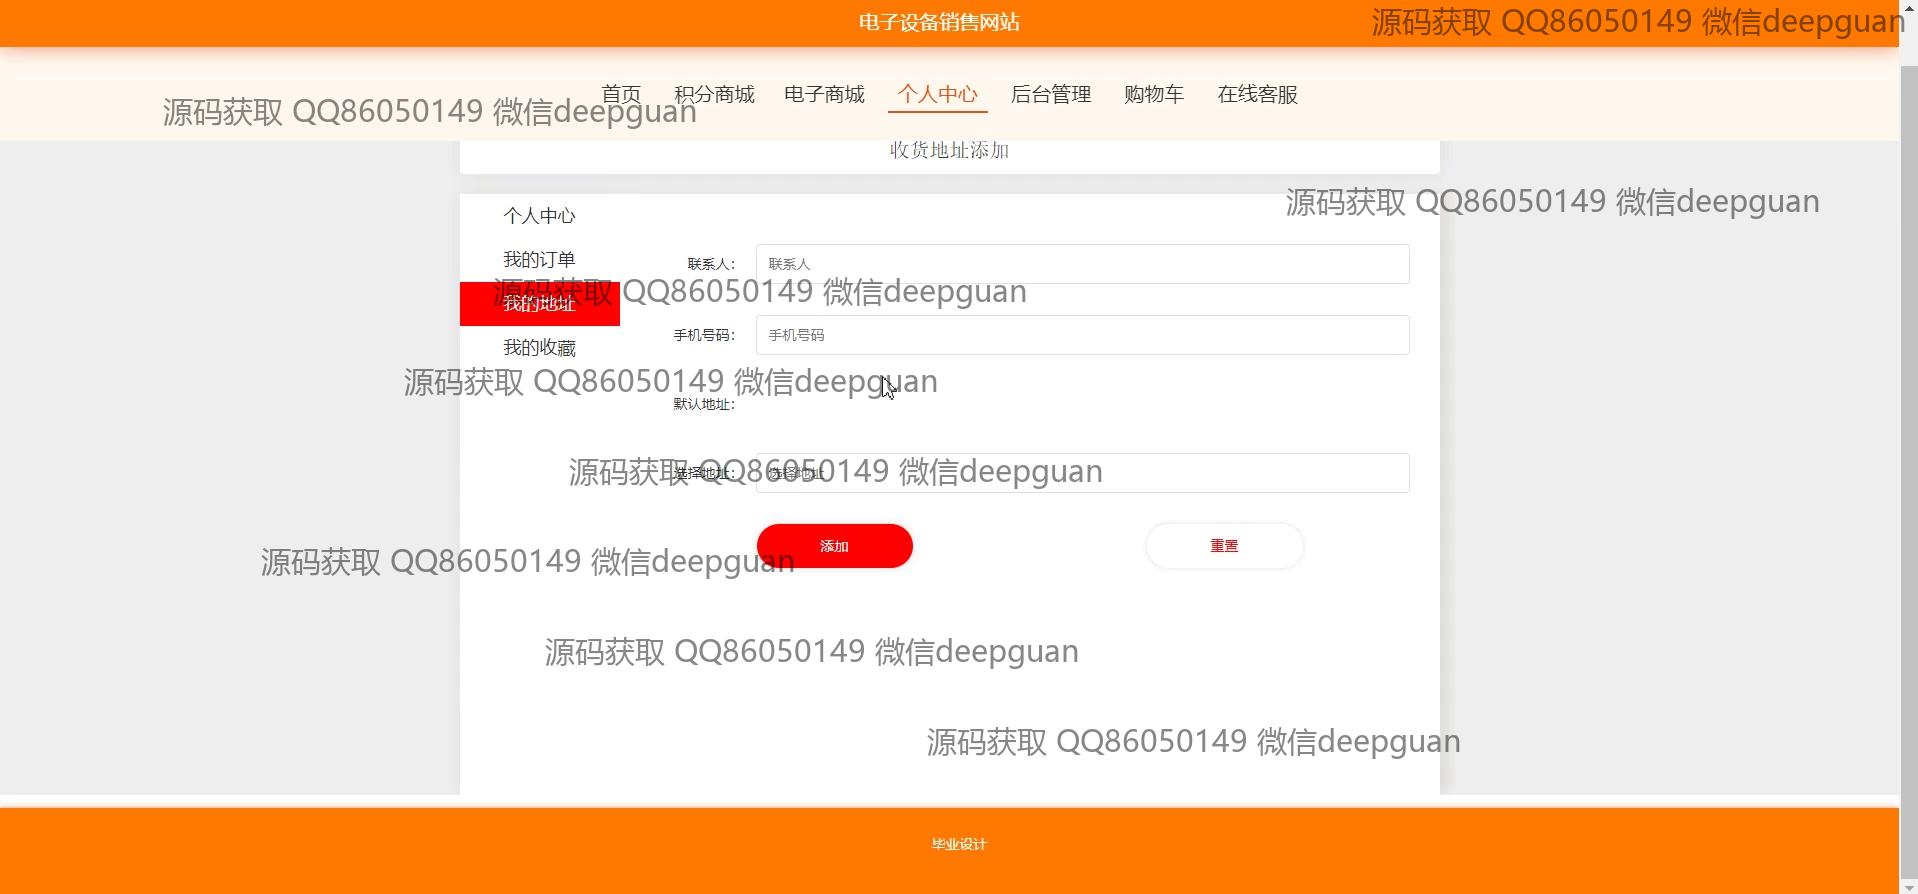 电子设备销售网站
源码获取 QQ86050149 微信deepguan
首页 积分商城 电子商城 个人中心 后台管理 购物车 在线客服
源码获取 QQ86050149 微信deepguan
收货地址添加
源码获取 QQ86050149 微信deepguan
个人中心
我的订单
联系人： 联系人
源码获取 QQ86050149 微信deepguan
我的地址
手机号码： 手机号码
我的收藏
源码获取 QQ86050149 微信deepguan
默认地址：
选择地址： 选择地址
源码获取 QQ86050149 微信deepguan
添加 重置
源码获取 QQ86050149 微信deepguan
源码获取 QQ86050149 微信deepguan
源码获取 QQ86050149 微信deepguan
毕业设计